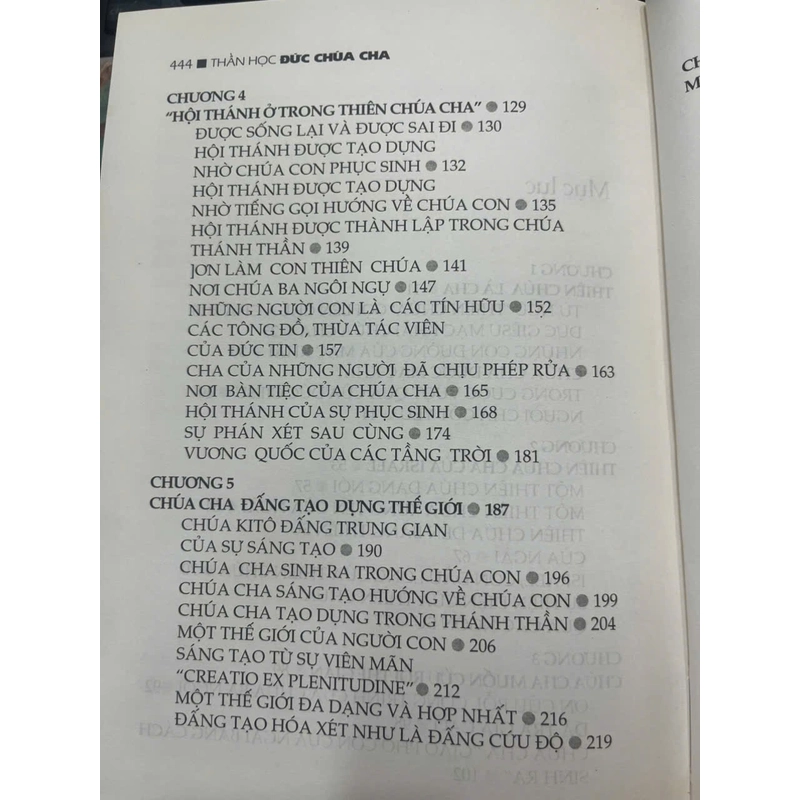 444 ■ THẦN HỌC ĐỨC CHÚA CHA
CHƯƠNG 4
“HỘI THÁNH Ở TRONG THIÊN CHÚA CHA” ● 129
ĐƯỢC SỐNG LẠI VÀ ĐƯỢC SAI ĐI ● 130
HỘI THÁNH ĐƯỢC TẠO DỰNG
NHỜ CHÚA CON PHỤC SINH ● 132
HỘI THÁNH ĐƯỢC TẠO DỰNG
NHỜ TIẾNG GỌI HƯỚNG VỀ CHÚA CON ● 135
HỘI THÁNH ĐƯỢC THÀNH LẬP TRONG CHÚA
THÁNH THẦN ● 139
JƠN LÀM CON THIÊN CHÚA ● 141
NƠI CHÚA BA NGÔI NGỰ ● 147
NHỮNG NGƯỜI CON LÀ CÁC TÍN HỮU ● 152
CÁC TÔNG ĐỒ, THỪA TÁC VIÊN
CỦA ĐỨC TIN ● 157
CHA CỦA NHỮNG NGƯỜI ĐÃ CHỊU PHÉP RỬA ● 163
NƠI BÀN TIỆC CỦA CHÚA CHA ● 165
HỘI THÁNH CỦA SỰ PHỤC SINH ● 168
SỰ PHÁN XÉT SAU CÙNG ● 174
VƯƠNG QUỐC CỦA CÁC TẦNG TRỜI ● 181
CHƯƠNG 5
CHÚA CHA ĐẤNG TẠO DỰNG THẾ GIỚI ● 187
CHÚA KITÔ ĐẤNG TRUNG GIAN
CỦA SỰ SÁNG TẠO ● 190
CHÚA CHA SINH RA TRONG CHÚA CON ● 196
CHÚA CHA SÁNG TẠO HƯỚNG VỀ CHÚA CON ● 199
CHÚA CHA TẠO DỰNG TRONG THÁNH THẦN ● 204
MỘT THẾ GIỚI CỦA NGƯỜI CON ● 206
SÁNG TẠO TỪ SỰ VIÊN MÃN
“CREATIO EX PLENITUDINE” ● 212
MỘT THẾ GIỚI ĐA DẠNG VÀ HỢP NHẤT ● 216
ĐẤNG TẠO HÓA XÉT NHƯ LÀ ĐẤNG CỨU ĐỘ ● 219